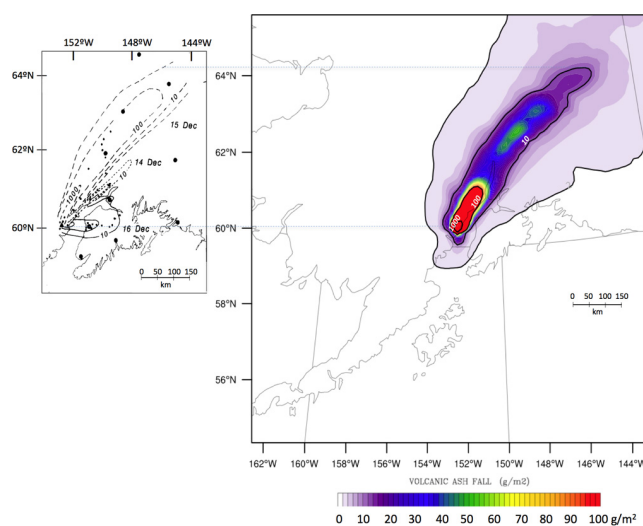 152ºW 148ºW 144ºW
64ºN
62ºN
60ºN
10
100
15 Dec
1000
14 Dec
10
16 Dec
10
0 50 100 150
km
64°N
62°N
60°N
58°N
56°N
10
100
1000
0 50 100 150
km
162°W 160°W 158°W 156°W 154°W 152°W 150°W 148°W 146°W 144°W
VOLCANIC ASH FALL (g/m2)
0 10 20 30 40 50 60 70 80 90 100 g/m²